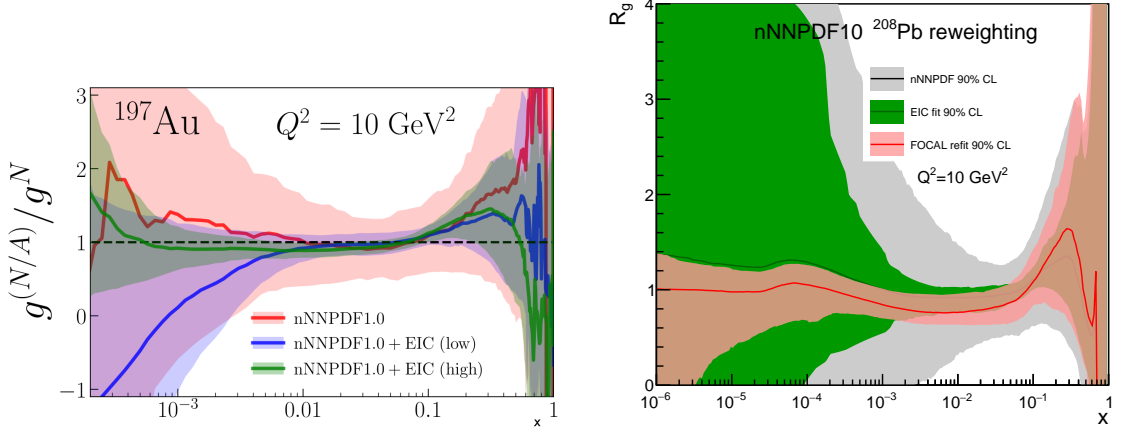 3
2
1
0
−1
g^(N/A)/g^N
¹⁹⁷Au
Q² = 10 GeV²
nNNPDF1.0
nNNPDF1.0 + EIC (low)
nNNPDF1.0 + EIC (high)
10⁻³
0.01
0.1
1
x
R_g
4
3
2
1
0
nNNPDF10 ²⁰⁸Pb reweighting
nNNPDF 90% CL
EIC fit 90% CL
FOCAL refit 90% CL
Q²=10 GeV²
10⁻⁶
10⁻⁵
10⁻⁴
10⁻³
10⁻²
10⁻¹
1
x